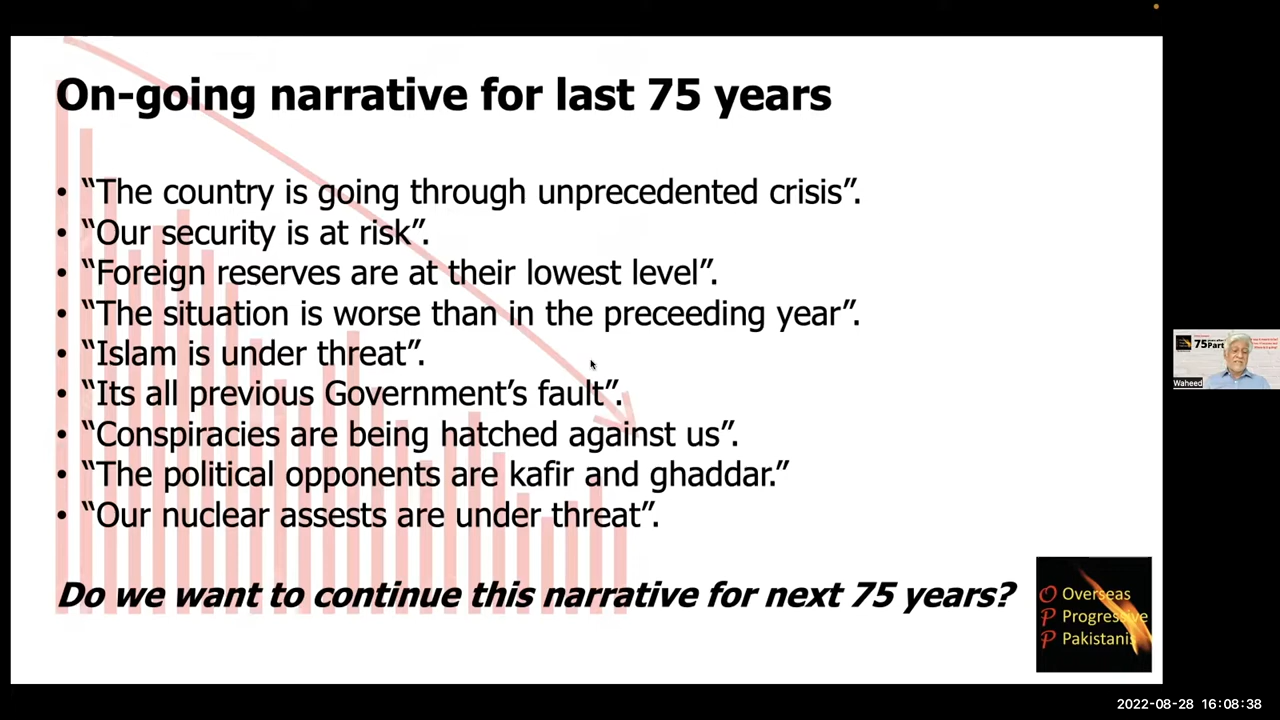 On-going narrative for last 75 years
• “The country is going through unprecedented crisis”.
• “Our security is at risk”.
• “Foreign reserves are at their lowest level”.
• “The situation is worse than in the preceeding year”.
• “Islam is under threat”.
• “Its all previous Government’s fault”.
• “Conspiracies are being hatched against us”.
• “The political opponents are kafir and ghaddar.”
• “Our nuclear assests are under threat”.
Do we want to continue this narrative for next 75 years?
O Overseas
P Progressive
P Pakistanis
75
Part
Waheed
2022-08-28 16:08:38